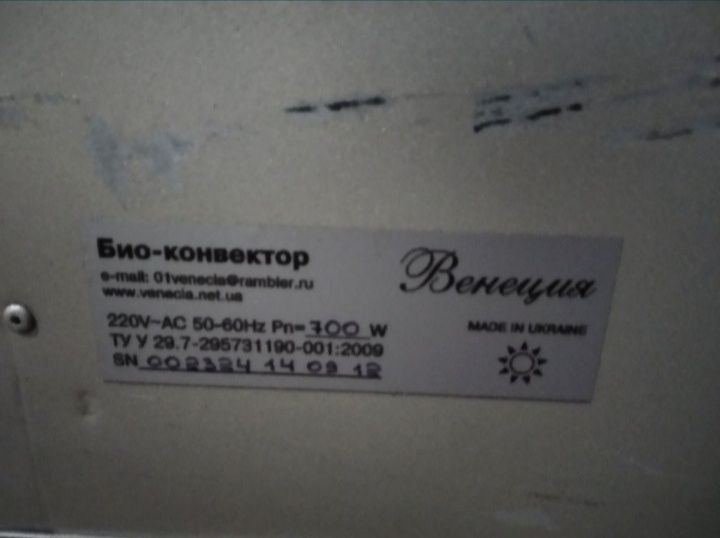 Био-конвектор
e-mail: 01venecia@rambler.ru
www.venecia.net.ua
220V~AC 50-60Hz Pn= 700 W
ТУ У 29.7-295731190-001:2009
SN 002324 14 09 12
Венеция
MADE IN UKRAINE